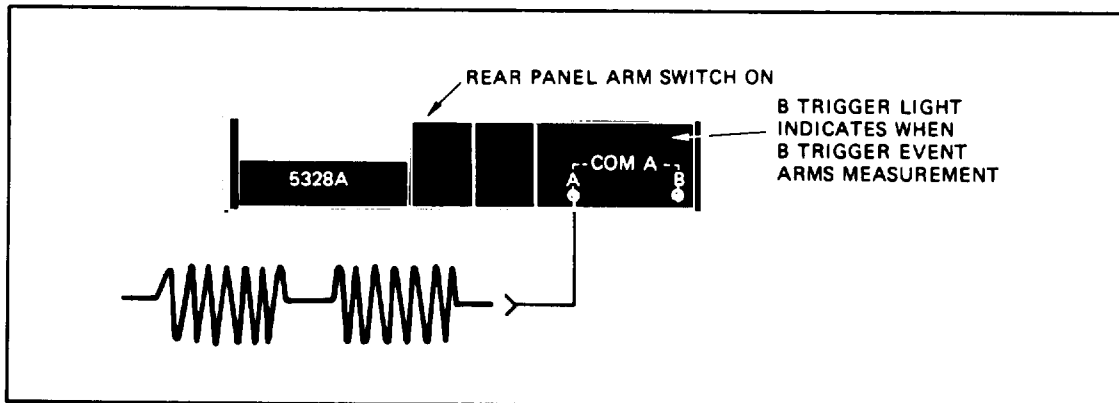 REAR PANEL ARM SWITCH ON
B TRIGGER LIGHT
INDICATES WHEN
B TRIGGER EVENT
ARMS MEASUREMENT
5328A
COM A
A
B